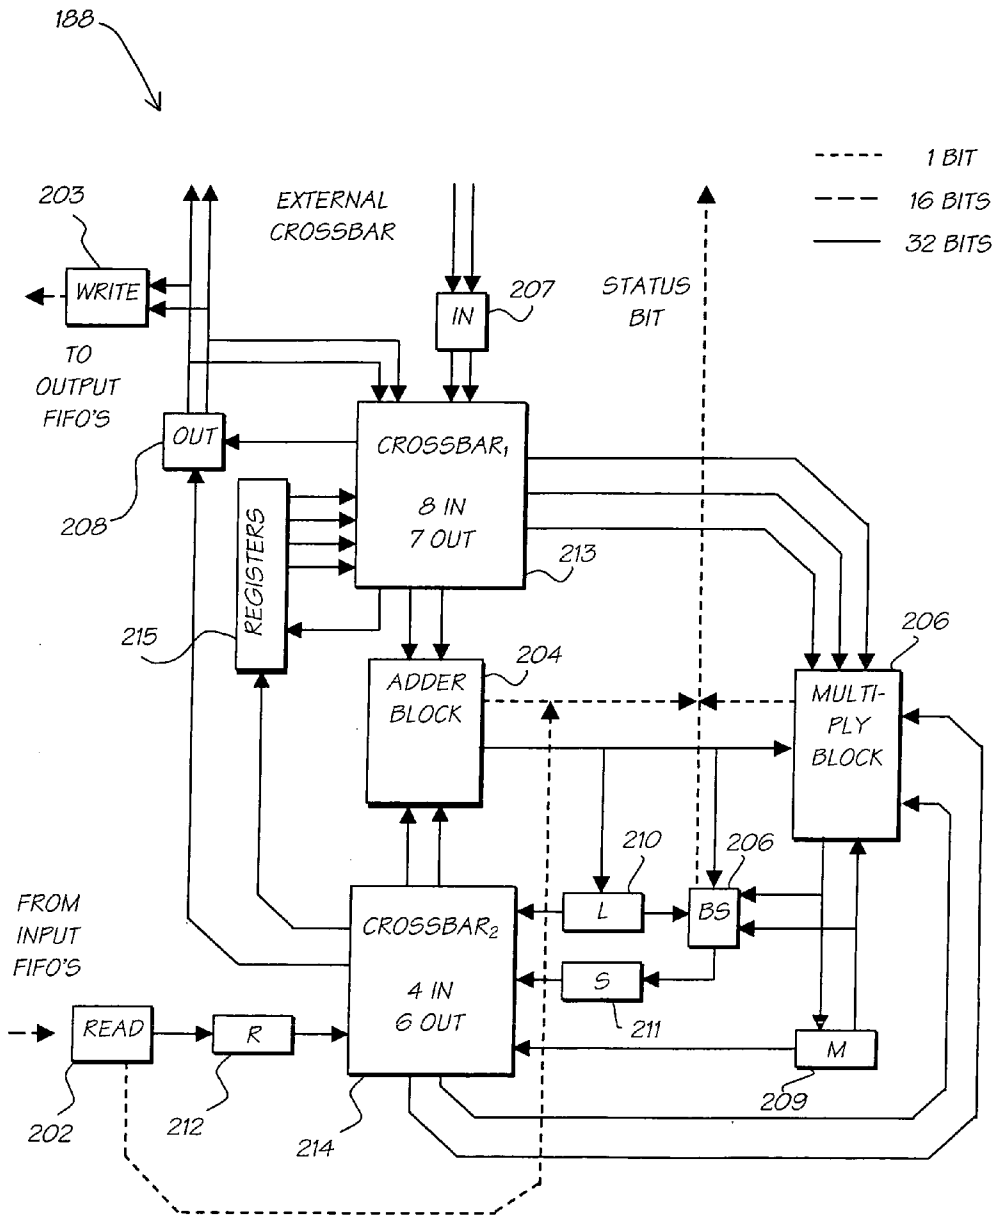 188
1 BIT
16 BITS
32 BITS
203
EXTERNAL
CROSSBAR
207
STATUS
BIT
WRITE
IN
TO
OUTPUT
FIFO'S
OUT
208
CROSSBAR1
8 IN
7 OUT
213
REGISTERS
215
204
206
ADDER
BLOCK
MULTI-
PLY
BLOCK
210
206
FROM
INPUT
FIFO'S
CROSSBAR2
4 IN
6 OUT
L
BS
S
211
READ
R
M
209
202
212
214